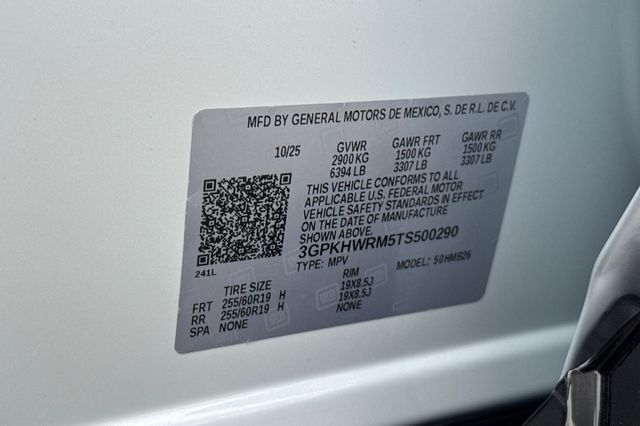 MFD BY GENERAL MOTORS DE MEXICO, S. DE R.L. DE C.V.
10/25 GVWR GAWR FRT GAWR RR
2900 KG 1500 KG 1500 KG
6394 LB 3307 LB 3307 LB
THIS VEHICLE CONFORMS TO ALL
APPLICABLE U.S. FEDERAL MOTOR
VEHICLE SAFETY STANDARDS IN EFFECT
ON THE DATE OF MANUFACTURE
SHOWN ABOVE.
3GPKHWRM5TS500290
TYPE: MPV MODEL: 50HMB26
241L
TIRE SIZE RIM
FRT 255/60R19 H 19X8.5J
RR 255/60R19 H 19X8.5J
SPA NONE NONE